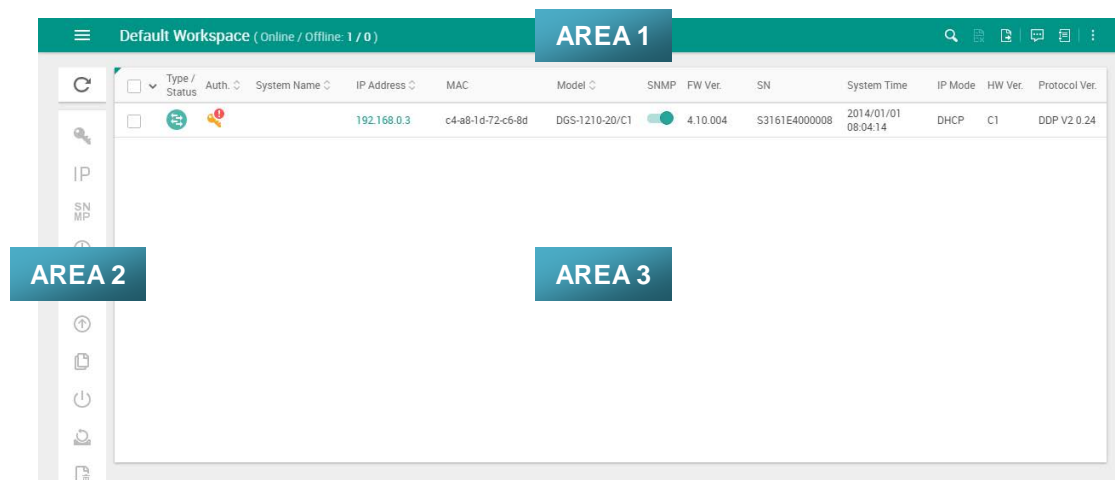 Default Workspace ( Online / Offline: 1 / 0 )
AREA 1
Type / Status Auth. System Name IP Address MAC Model SNMP FW Ver. SN System Time IP Mode HW Ver. Protocol Ver.
192.168.0.3 c4-a8-1d-72-c6-8d DGS-1210-20/C1 4.10.004 S3161E4000008 2014/01/01 08:04:14 DHCP C1 DDP V2 0.24
IP
SN
MP
AREA 2
AREA 3